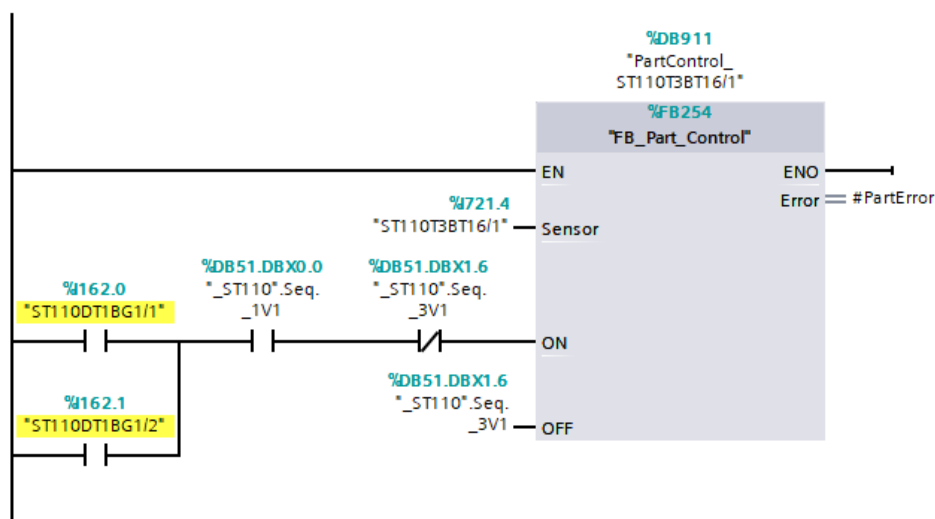 %DB911
"PartControl_
ST110T3BT16/1"
%FB254
"FB_Part_Control"
EN
ENO
Error
#PartError
%I721.4
"ST110T3BT16/1"
Sensor
%DB51.DBX0.0
"_ST110".Seq.
_1V1
%DB51.DBX1.6
"_ST110".Seq.
_3V1
%I162.0
"ST110DT1BG1/1"
ON
%DB51.DBX1.6
"_ST110".Seq.
_3V1
OFF
%I162.1
"ST110DT1BG1/2"